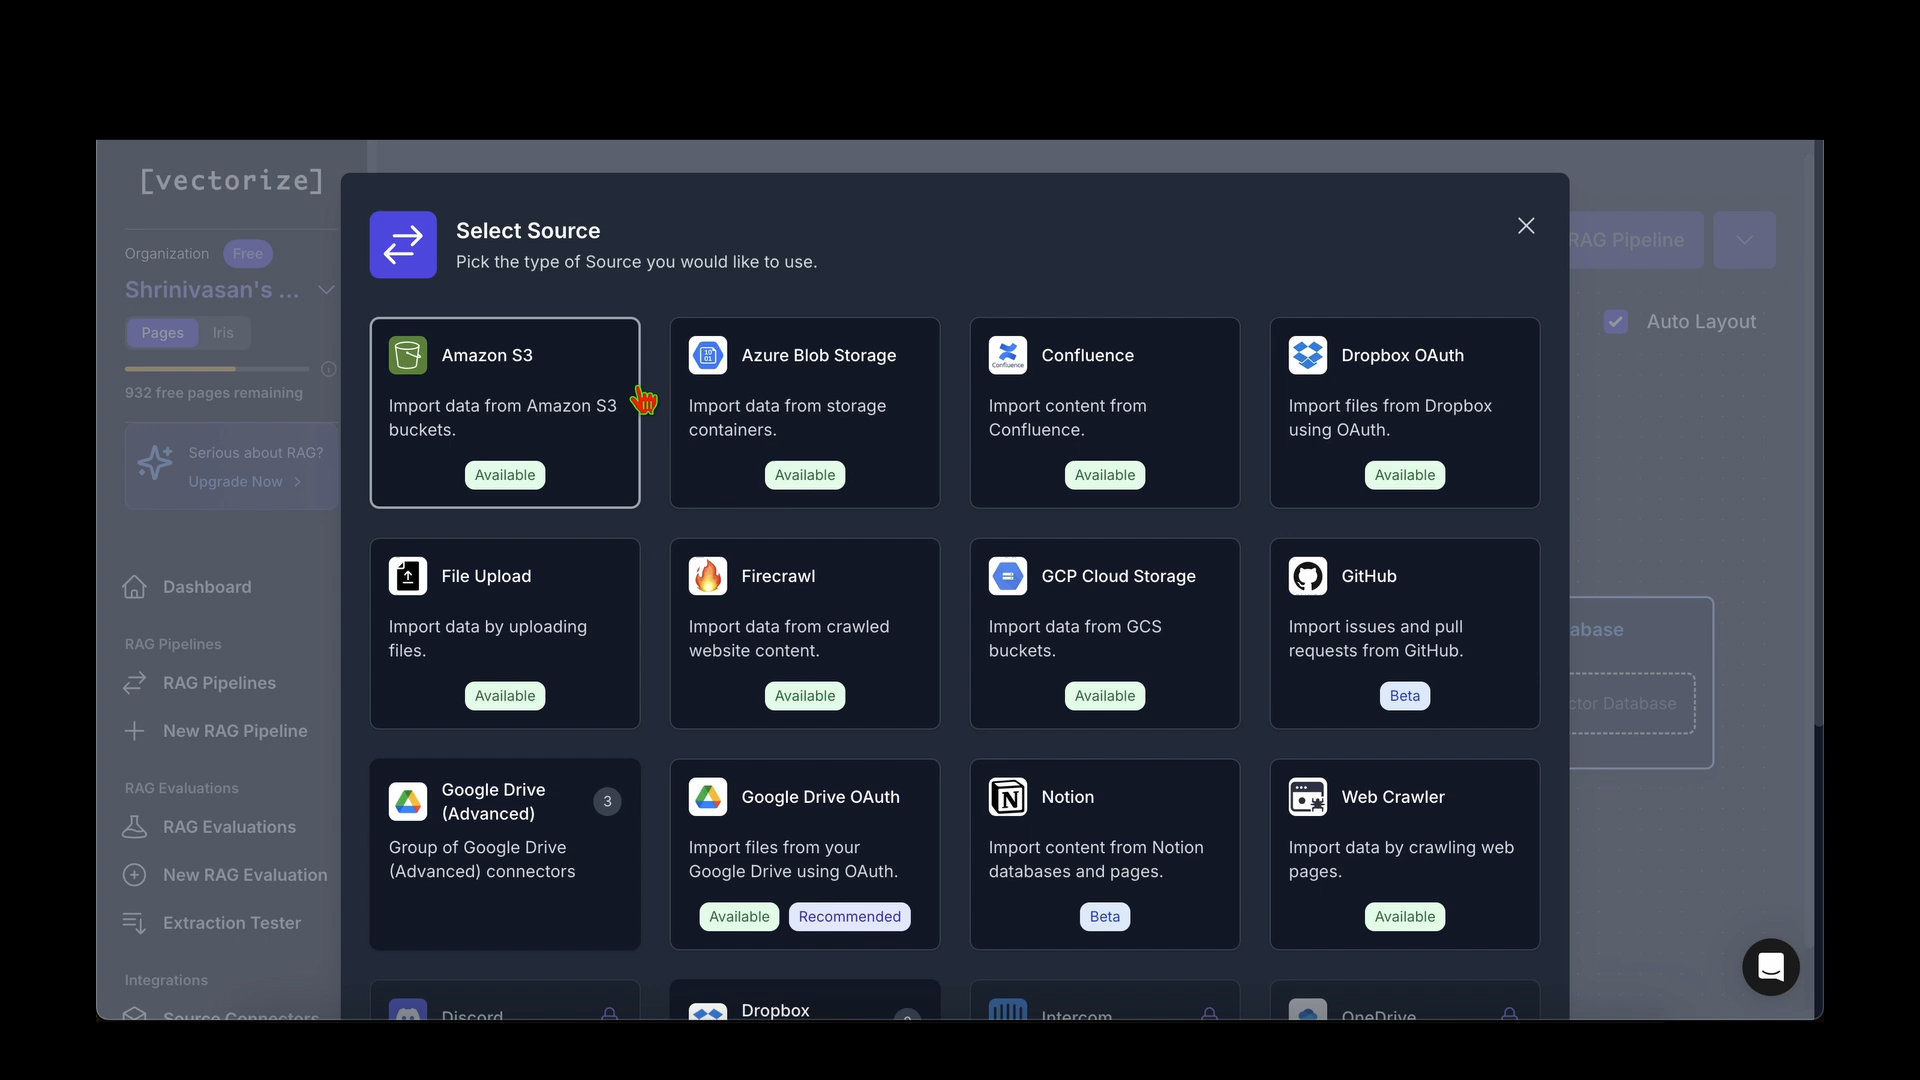 [vectorize]
Organization Free
Shrinivasan's ...
Pages Iris
932 free pages remaining
Serious about RAG?
Upgrade Now
Dashboard
RAG Pipelines
RAG Pipelines
New RAG Pipeline
RAG Evaluations
RAG Evaluations
New RAG Evaluation
Extraction Tester
Integrations
Source Connectors
Select Source
Pick the type of Source you would like to use.
Amazon S3
Import data from Amazon S3
buckets.
Available
Azure Blob Storage
Import data from storage
containers.
Available
Confluence
Confluence
Import content from
Confluence.
Available
Dropbox OAuth
Import files from Dropbox
using OAuth.
Available
File Upload
Import data by uploading
files.
Available
Firecrawl
Import data from crawled
website content.
Available
GCP Cloud Storage
Import data from GCS
buckets.
Available
GitHub
Import issues and pull
requests from GitHub.
Beta
Google Drive
(Advanced)
3
Group of Google Drive
(Advanced) connectors
Google Drive OAuth
Import files from your
Google Drive using OAuth.
Available Recommended
Notion
Import content from Notion
databases and pages.
Beta
Web Crawler
Import data by crawling web
pages.
Available
Discord
Dropbox
Intercom
OneDrive
RAG Pipeline
Auto Layout
abase
ctor Database